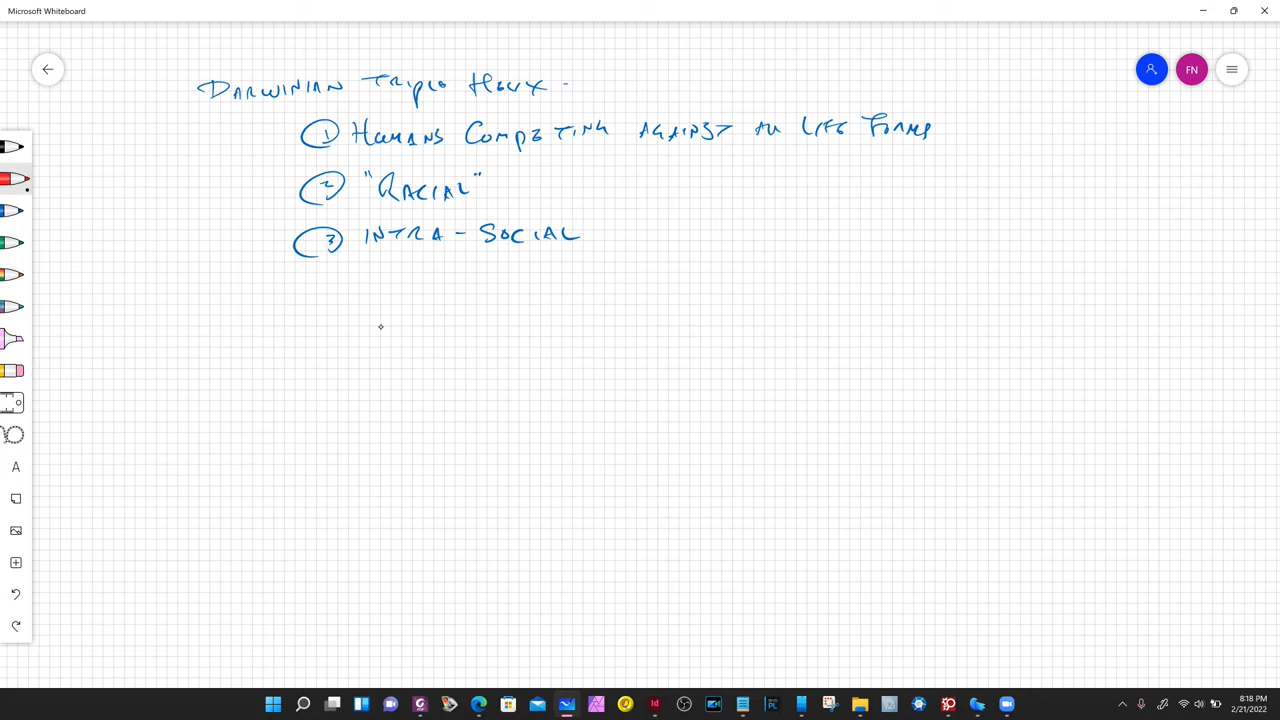 Microsoft Whiteboard
FN
DARWINIAN TRIPLE HELIX -
① HUMANS COMPETING AGAINST ALL LIFE FORMS
② "RACIAL"
③ INTRA - SOCIAL
A
8:18 PM
2/21/2022